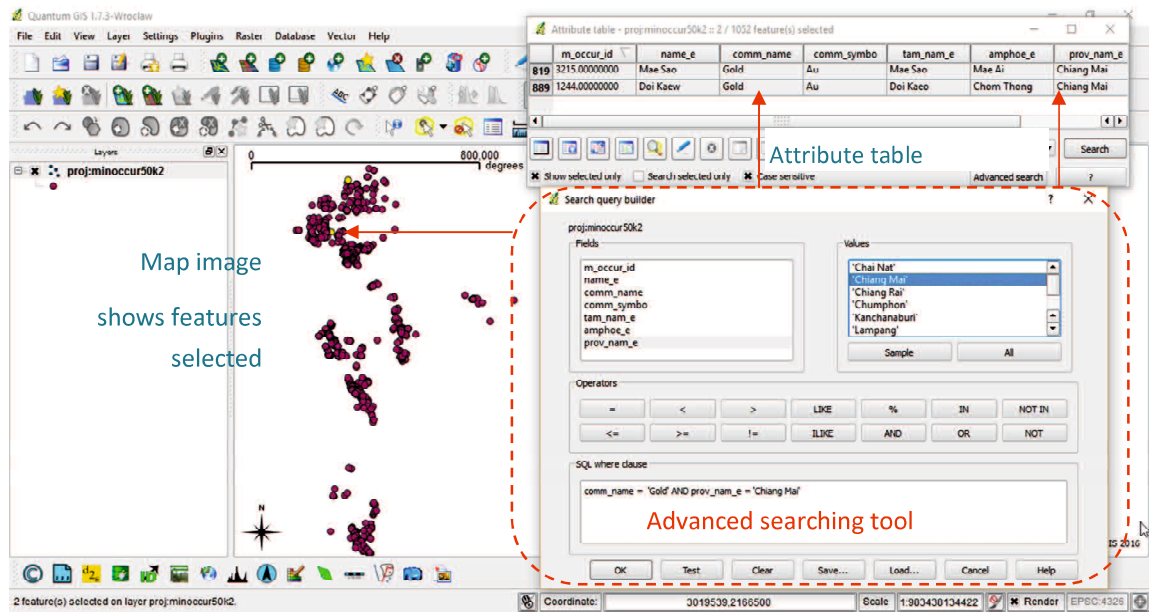 Quantum GIS 1.7.3-Wroclaw
File Edit View Layer Settings Plugins Raster Database Vector Help
Layers
proj:minoccur50k2
0 800,000
degrees
Map image
shows features
selected
N
Attribute table - proj:minoccur50k2 :: 2 / 1052 feature(s) selected
m_occur_id name_e comm_name comm_symbo tam_nam_e amphoe_e prov_nam_e
819 3215.00000000 Mae Sao Gold Au Mae Sao Mae Ai Chiang Mai
889 1244.00000000 Doi Kaew Gold Au Doi Kaeo Chom Thong Chiang Mai
Attribute table
Search
Show selected only Search selected only Case sensitive Advanced search ?
Search query builder ?
proj:minoccur50k2
Fields
m_occur_id
name_e
comm_name
comm_symbo
tam_nam_e
amphoe_e
prov_nam_e
Values
'Chai Nat'
'Chiang Mai'
'Chiang Rai'
'Chumphon'
'Kanchanaburi'
'Lampang'
Sample All
Operators
= < > LIKE % IN NOT IN
<= >= != ILIKE AND OR NOT
SQL where clause
comm_name = 'Gold' AND prov_nam_e = 'Chiang Mai'
Advanced searching tool
OK Test Clear Save... Load... Cancel Help
IS 2016
2 feature(s) selected on layer proj:minoccur50k2.
Coordinate: 3019539,2166500 Scale 1:983430134422 Render EPSG:4326